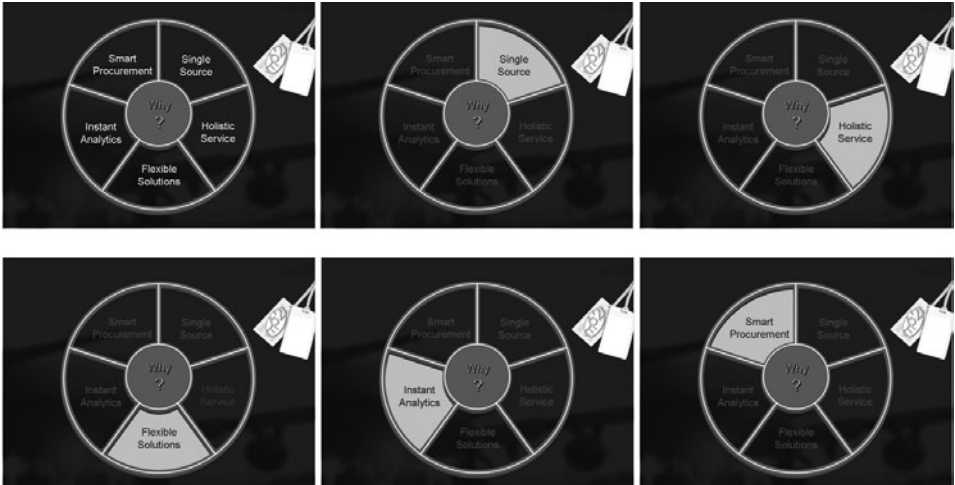 Smart
Procurement
Single
Source
Why
?
Instant
Analytics
Holistic
Service
Flexible
Solutions
Smart
Procurement
Single
Source
Why
?
Instant
Analytics
Holistic
Service
Flexible
Solutions
Smart
Procurement
Single
Source
Why
?
Instant
Analytics
Holistic
Service
Flexible
Solutions
Smart
Procurement
Single
Source
Why
?
Instant
Analytics
Holistic
Service
Flexible
Solutions
Smart
Procurement
Single
Source
Why
?
Instant
Analytics
Holistic
Service
Flexible
Solutions
Smart
Procurement
Single
Source
Why
?
Instant
Analytics
Holistic
Service
Flexible
Solutions